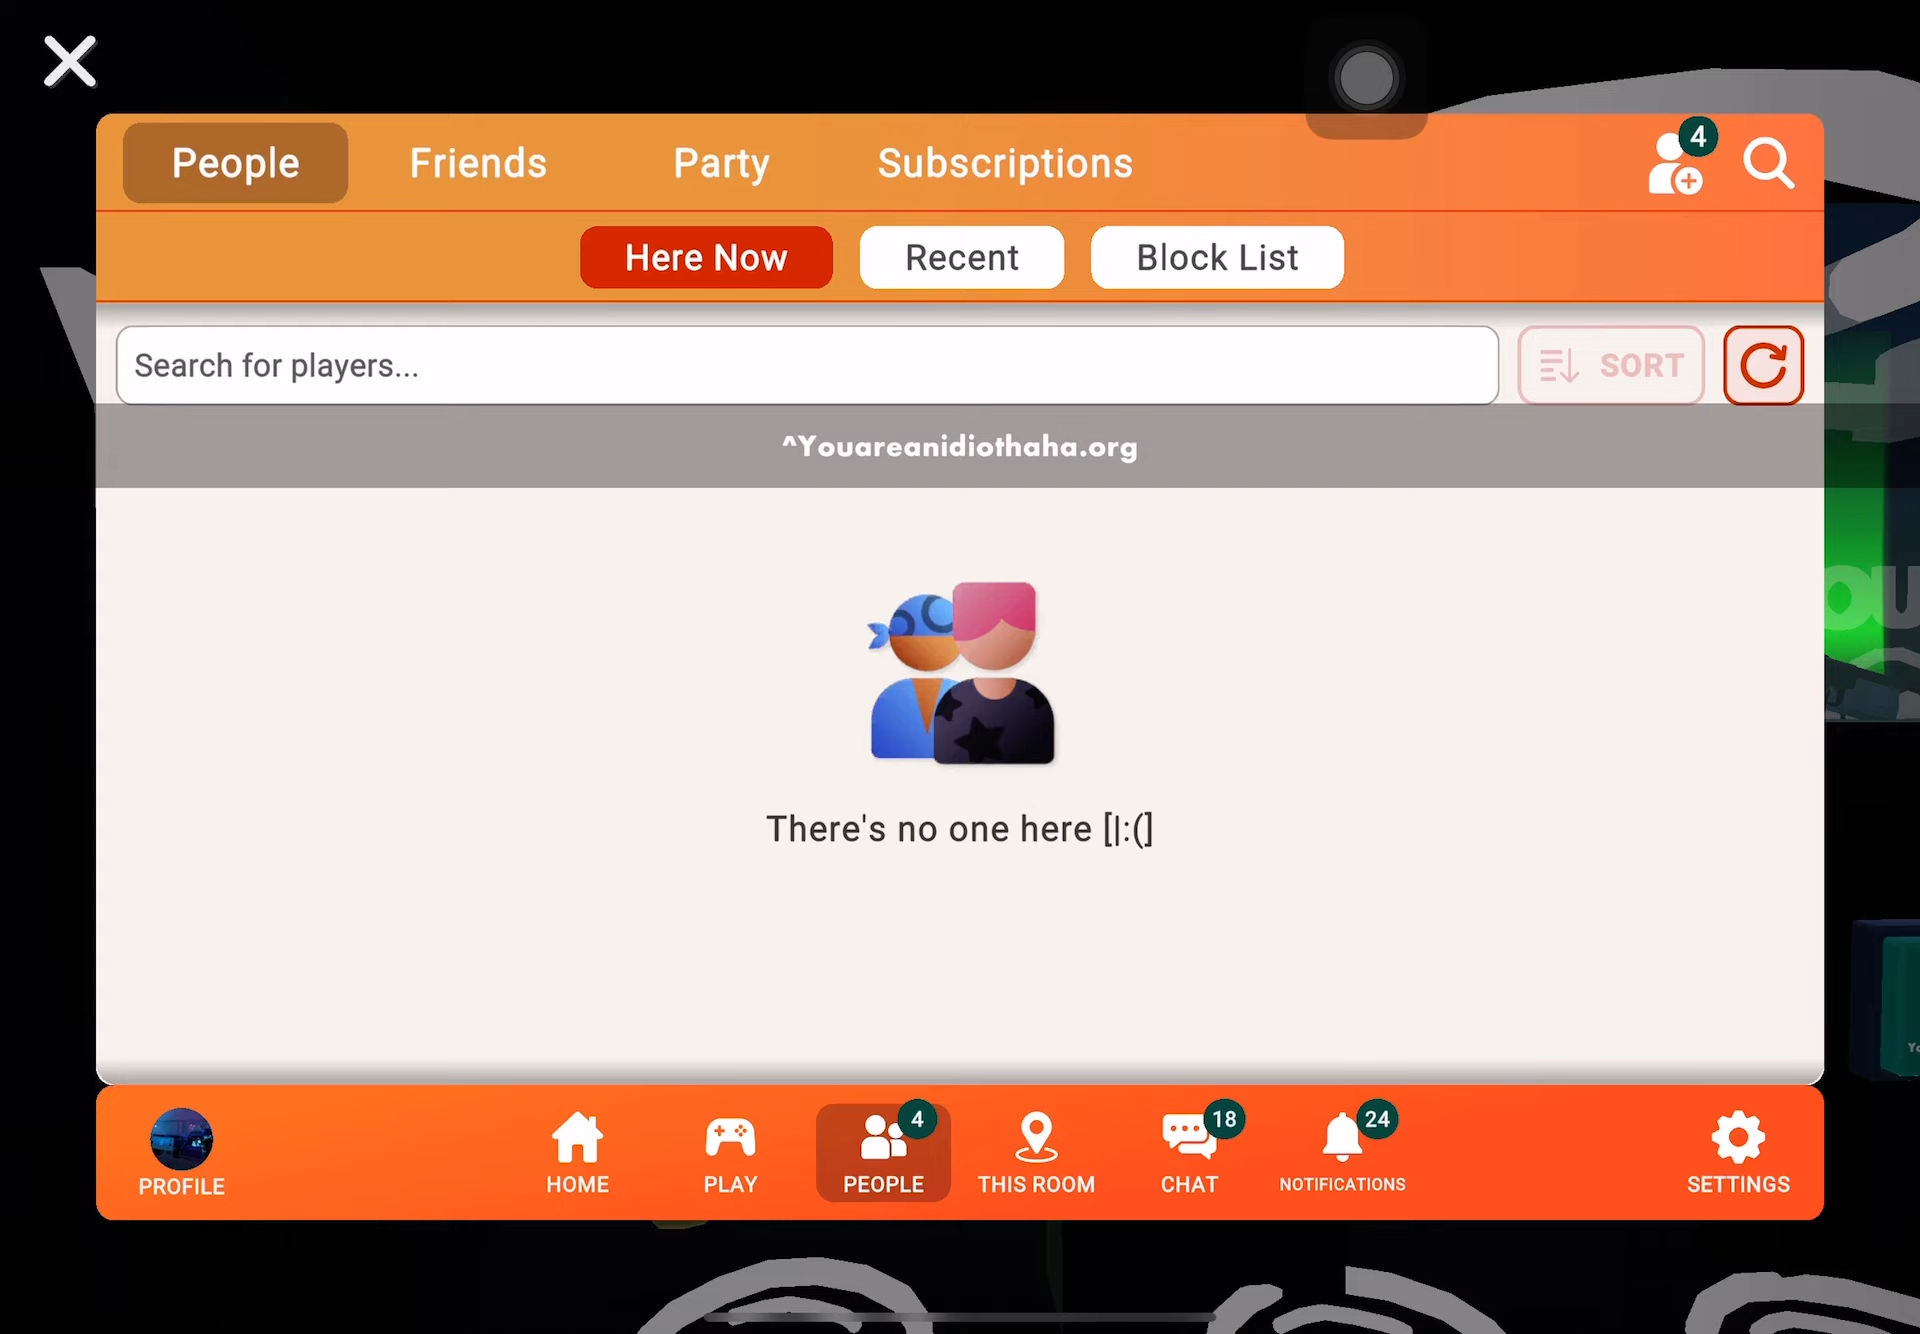 People
Friends
Party
Subscriptions
4
Here Now
Recent
Block List
Search for players...
SORT
^Youareanidiothaha.org
There's no one here [|:(]
PROFILE
HOME
PLAY
4
PEOPLE
THIS ROOM
18
CHAT
24
NOTIFICATIONS
SETTINGS